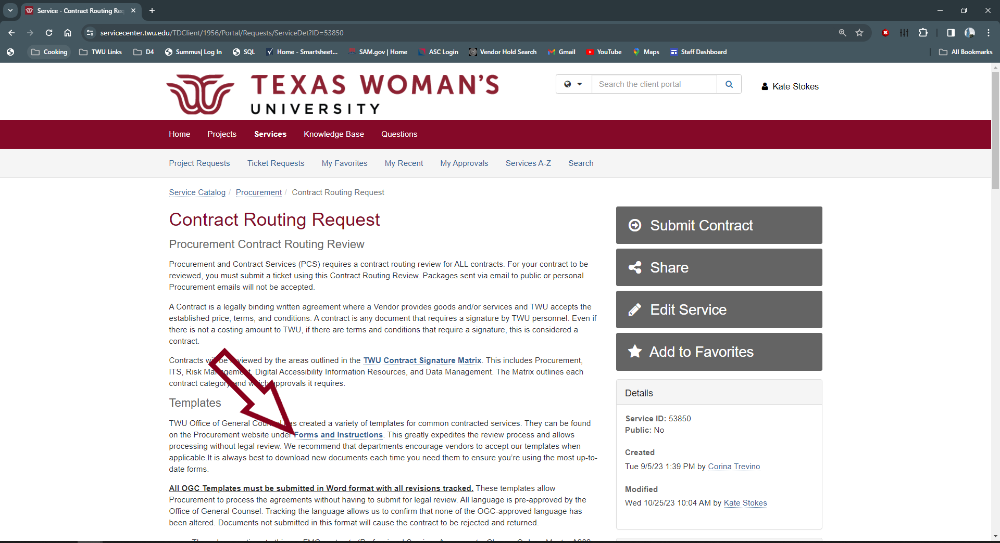 Service - Contract Routing Req
servicecenter.twu.edu/TDClient/1956/Portal/Requests/ServiceDet?ID=53850
Cooking TWU Links D4 Summus| Log In SQL Home - Smartsheet... SAM.gov | Home ASC Login Vendor Hold Search Gmail YouTube Maps Staff Dashboard All Bookmarks
TEXAS WOMAN'S
UNIVERSITY
Search the client portal
Kate Stokes
Home Projects Services Knowledge Base Questions
Project Requests Ticket Requests My Favorites My Recent My Approvals Services A-Z Search
Service Catalog / Procurement / Contract Routing Request
Contract Routing Request
Procurement Contract Routing Review
Procurement and Contract Services (PCS) requires a contract routing review for ALL contracts. For your contract to be
reviewed, you must submit a ticket using this Contract Routing Review. Packages sent via email to public or personal
Procurement emails will not be accepted.
A Contract is a legally binding written agreement where a Vendor provides goods and/or services and TWU accepts the
established price, terms, and conditions. A contract is any document that requires a signature by TWU personnel. Even if
there is not a costing amount to TWU, if there are terms and conditions that require a signature, this is considered a
contract.
Contracts will be reviewed by the areas outlined in the TWU Contract Signature Matrix. This includes Procurement,
ITS, Risk Management, Digital Accessibility Information Resources, and Data Management. The Matrix outlines each
contract category and which approvals it requires.
Templates
TWU Office of General Counsel has created a variety of templates for common contracted services. They can be found
on the Procurement website under Forms and Instructions. This greatly expedites the review process and allows
processing without legal review. We recommend that departments encourage vendors to accept our templates when
applicable.It is always best to download new documents each time you need them to ensure you're using the most up-to-
date forms.
All OGC Templates must be submitted in Word format with all revisions tracked. These templates allow
Procurement to process the agreements without having to submit for legal review. All language is pre-approved by the
Office of General Counsel. Tracking the language allows us to confirm that none of the OGC-approved language has
been altered. Documents not submitted in this format will cause the contract to be rejected and returned.
Submit Contract
Share
Edit Service
Add to Favorites
Details
Service ID: 53850
Public: No
Created
Tue 9/5/23 1:39 PM by Corina Trevino
Modified
Wed 10/25/23 10:04 AM by Kate Stokes